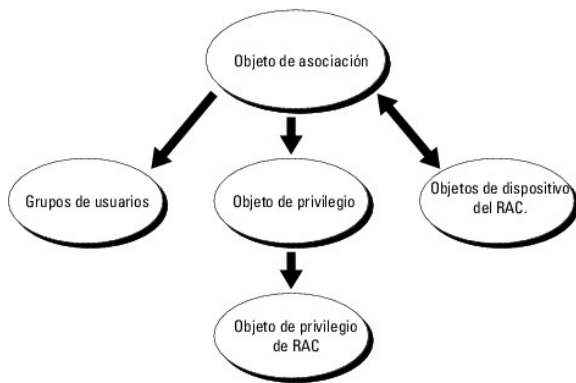 Objeto de asociación
Grupos de usuarios
Objeto de privilegio
Objetos de dispositivo
del RAC.
Objeto de privilegio
de RAC